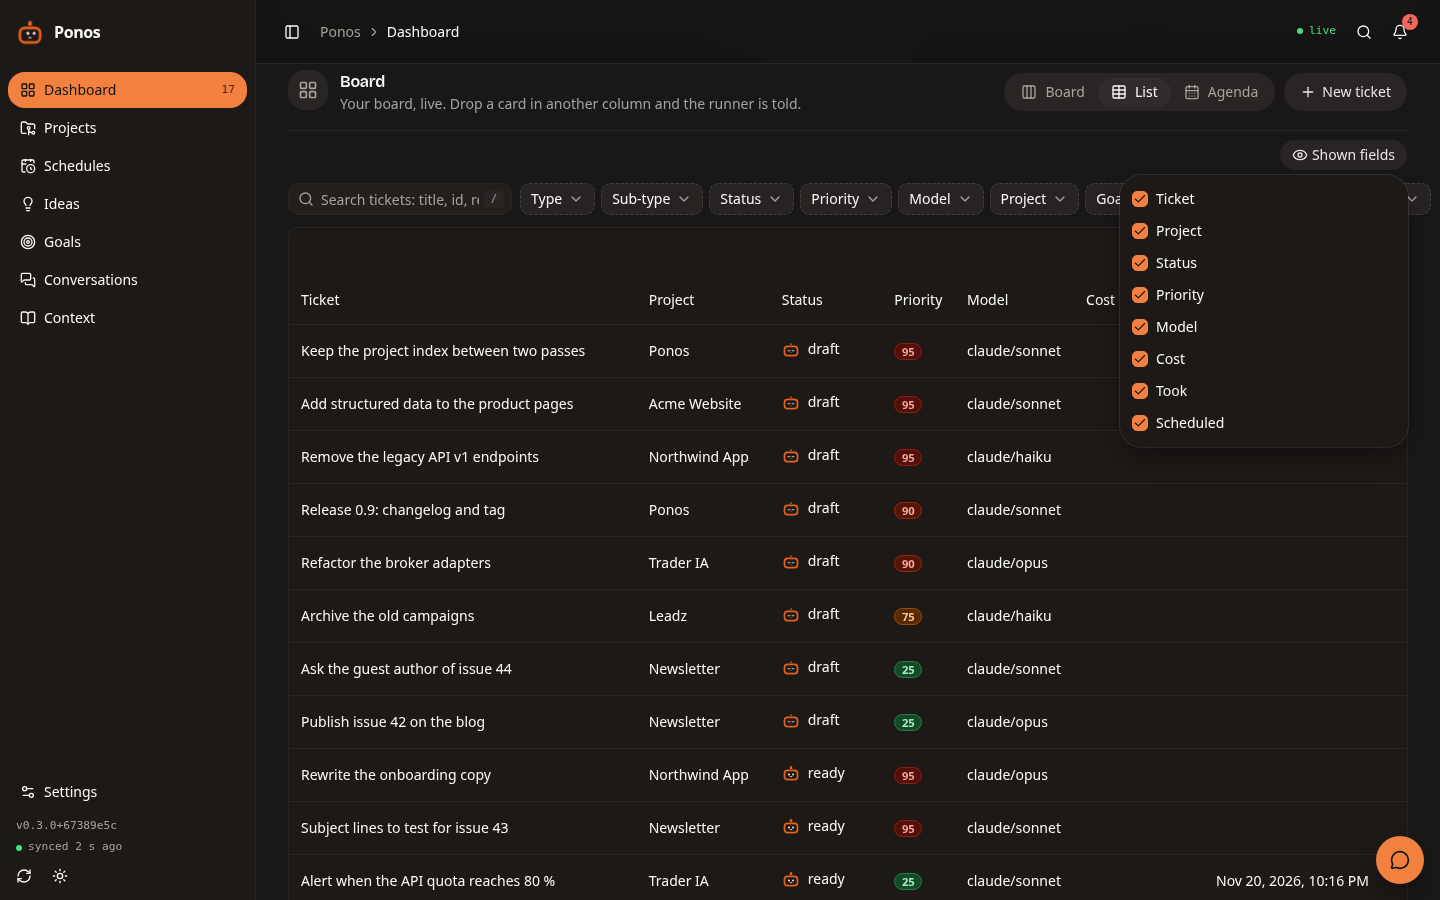 Ponos
Dashboard 17
Projects
Schedules
Ideas
Goals
Conversations
Context
Settings
v0.3.0+67389e5c
synced 2 s ago
Ponos > Dashboard
live
4
Board
Your board, live. Drop a card in another column and the runner is told.
Board List Agenda
New ticket
Shown fields
Search tickets: title, id, re /
Type Sub-type Status Priority Model Project Goa
Ticket
Project
Status
Priority
Model
Cost
Took
Scheduled
Ticket Project Status Priority Model Cost
Keep the project index between two passes Ponos draft 95 claude/sonnet
Add structured data to the product pages Acme Website draft 95 claude/sonnet
Remove the legacy API v1 endpoints Northwind App draft 95 claude/haiku
Release 0.9: changelog and tag Ponos draft 90 claude/sonnet
Refactor the broker adapters Trader IA draft 90 claude/opus
Archive the old campaigns Leadz draft 75 claude/haiku
Ask the guest author of issue 44 Newsletter draft 25 claude/sonnet
Publish issue 42 on the blog Newsletter draft 25 claude/opus
Rewrite the onboarding copy Northwind App ready 95 claude/opus
Subject lines to test for issue 43 Newsletter ready 95 claude/sonnet
Alert when the API quota reaches 80 % Trader IA ready 25 claude/sonnet Nov 20, 2026, 10:16 PM